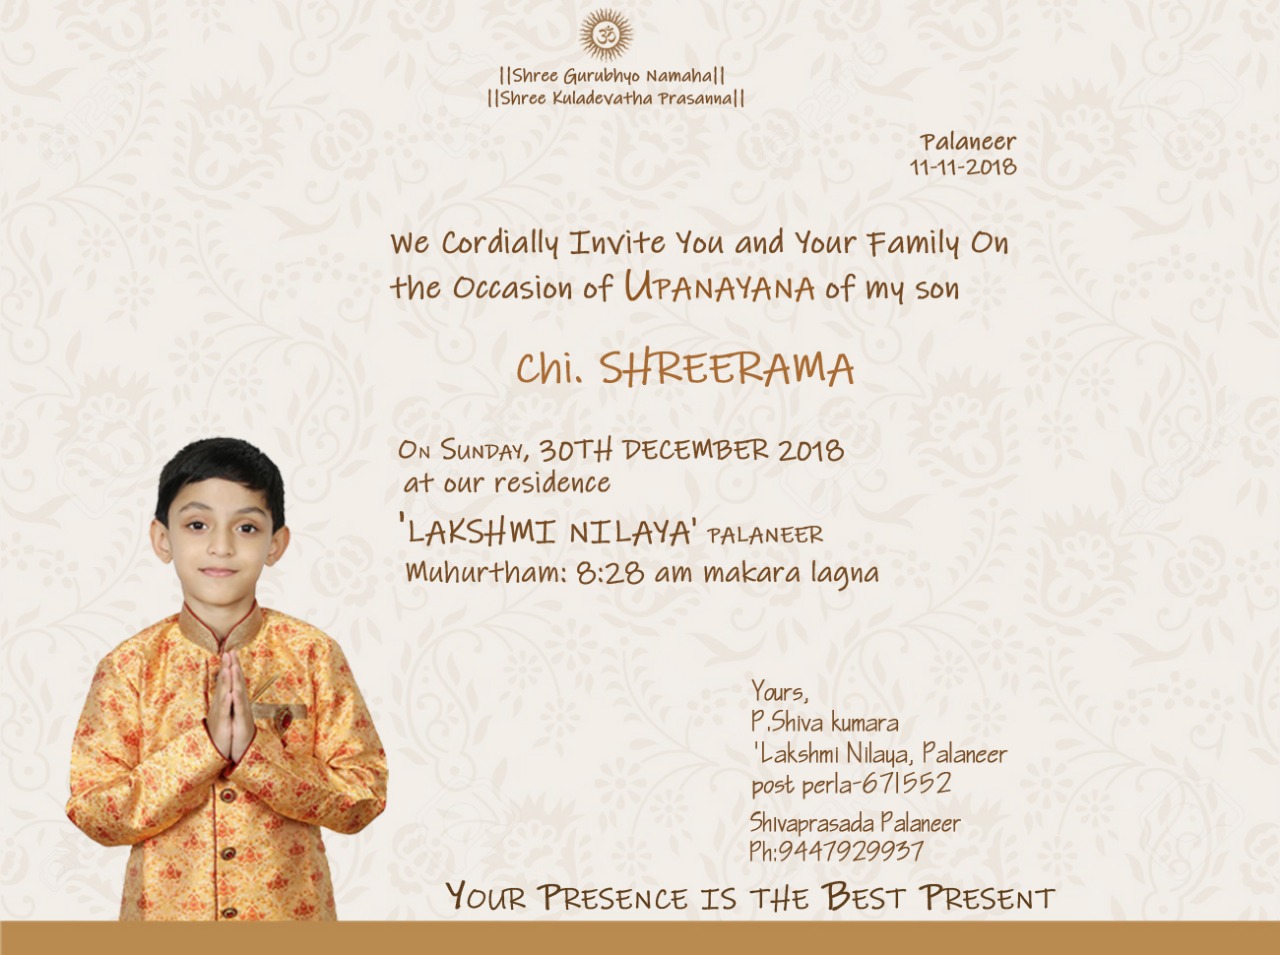 ॐ
||Shree Gurubhyo Namaha||
||Shree Kuladevatha Prasanna||
Palaneer
11-11-2018
We Cordially Invite You and Your Family On
the Occasion of UPANAYANA of my son
Chi. SHREERAMA
ON SUNDAY, 30TH DECEMBER 2018
at our residence
'LAKSHMI NILAYA' PALANEER
Muhurtham: 8:28 am makara lagna
Yours,
P.Shiva kumara
'Lakshmi Nilaya, Palaneer
post perla-671552
Shivaprasada Palaneer
Ph:9447929937
YOUR PRESENCE IS THE BEST PRESENT